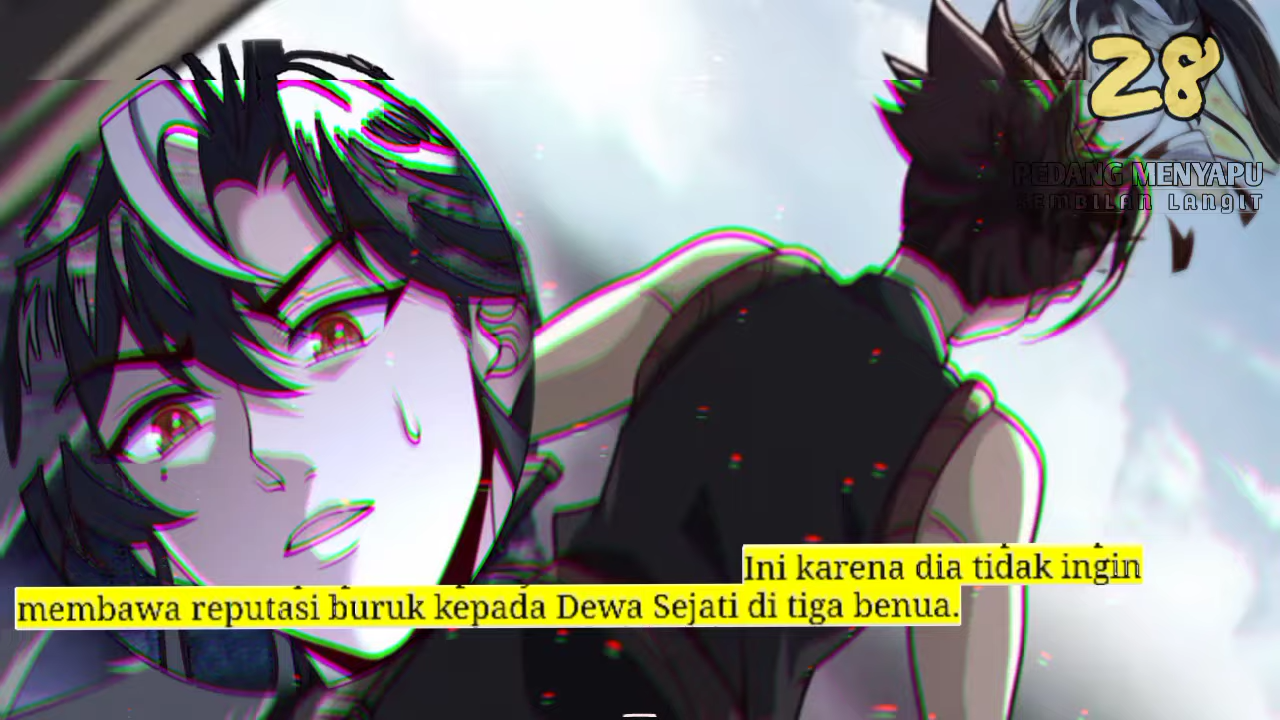 28
PEDANG MENYAPU
SEMBILAN LANGIT
Ini karena dia tidak ingin
membawa reputasi buruk kepada Dewa Sejati di tiga benua.